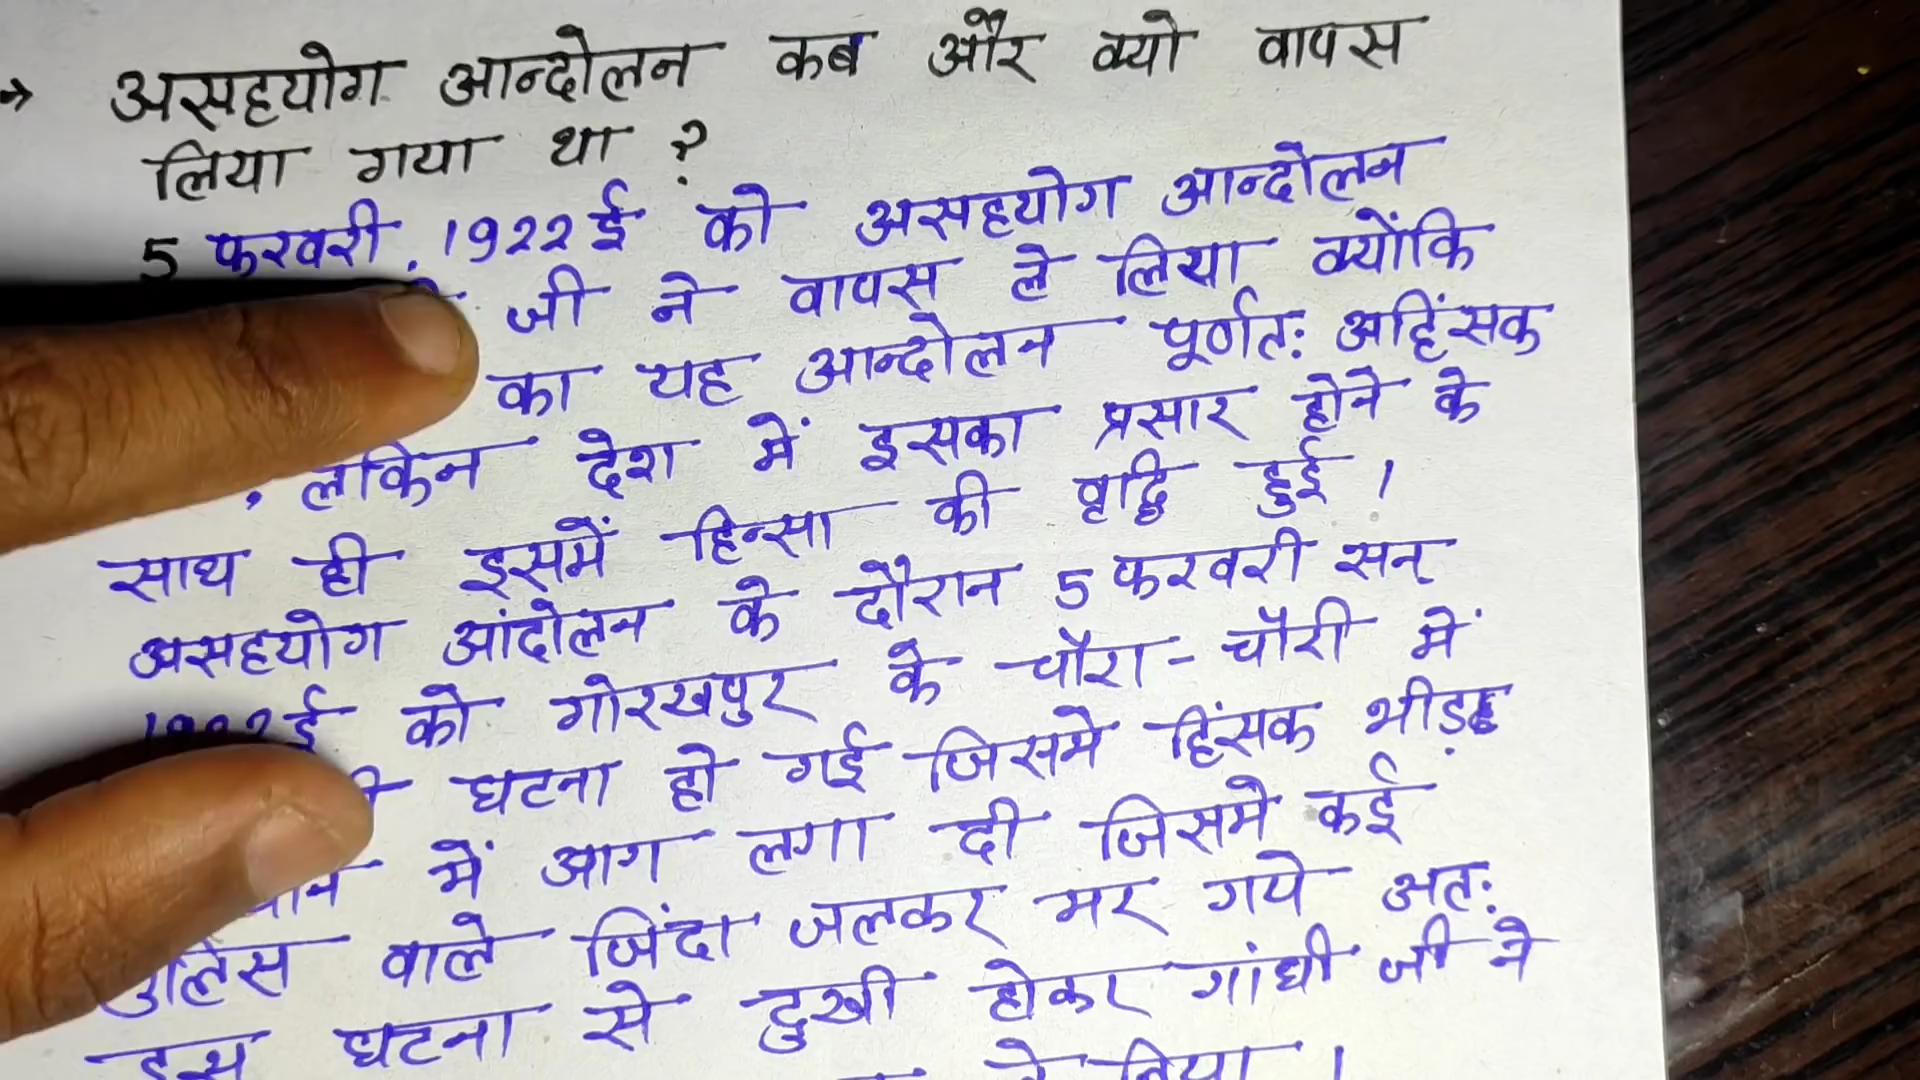 → असहयोग आन्दोलन कब और क्यो वापस
लिया गया था ?
5 फरवरी, 1922 ई को असहयोग आन्दोलन
जी ने वापस ले लिया क्योंकि
का यह आन्दोलन पूर्णतः अहिंसक
, लेकिन देश में इसका प्रसार होने के
साथ ही इसमें हिन्सा की वृद्धि हुई ।
असहयोग आंदोलन के दौरान 5 फरवरी सन्
1922 ई को गोरखपुर के चौरा-चौरी में
घटना हो गई जिसमे हिंसक भीड़
में आग लगा दी जिसमे कई
पुलिस वाले जिंदा जलकर मर गये अतः
इस घटना से दुखी होकर गांधी जी ने
लिया ।